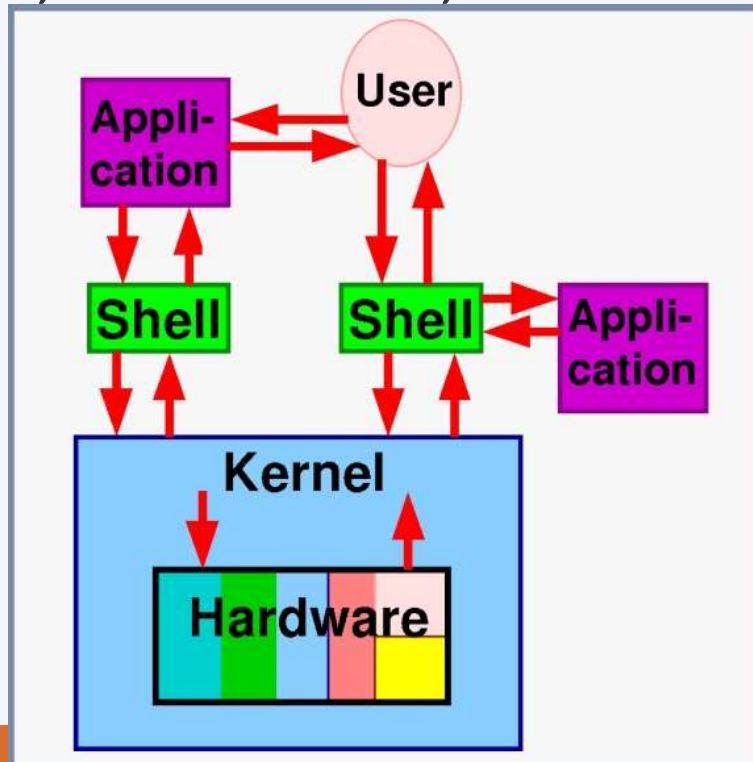 User
Appli-
cation
Shell
Shell
Appli-
cation
Kernel
Hardware